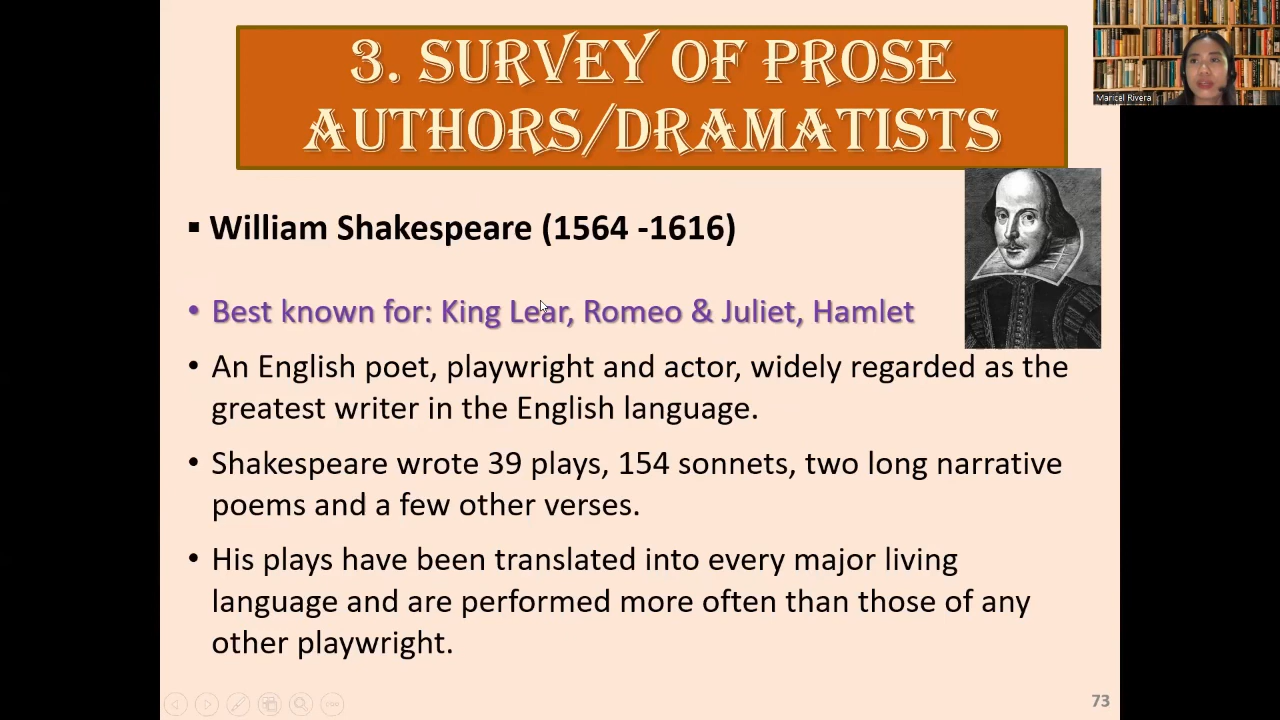 3. SURVEY OF PROSE
AUTHORS/DRAMATISTS
Maricel Rivera
▪ William Shakespeare (1564 -1616)
• Best known for: King Lear, Romeo & Juliet, Hamlet
• An English poet, playwright and actor, widely regarded as the
greatest writer in the English language.
• Shakespeare wrote 39 plays, 154 sonnets, two long narrative
poems and a few other verses.
• His plays have been translated into every major living
language and are performed more often than those of any
other playwright.
73